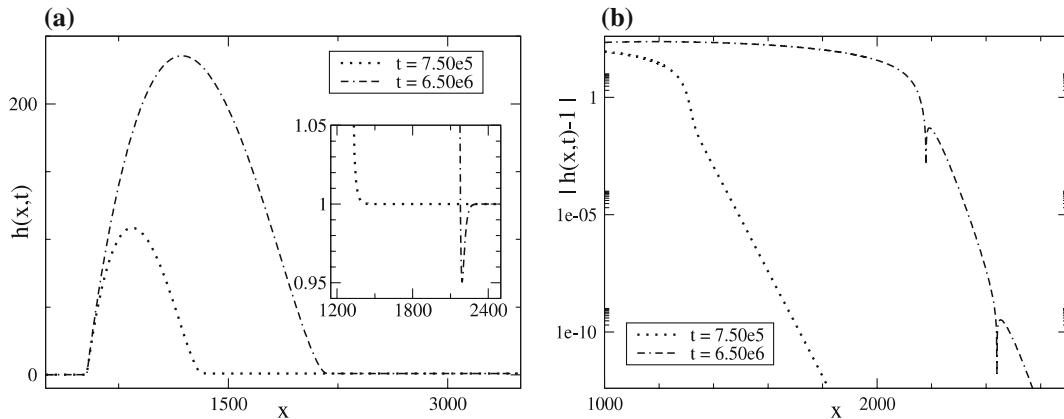 (a)
(b)
t = 7.50e5
t = 6.50e6
200
0
h(x,t)
1500
3000
x
1.05
1
0.95
1200
1800
2400
| h(x,t)-1 |
1
1e-05
1e-10
t = 7.50e5
t = 6.50e6
1000
2000
x